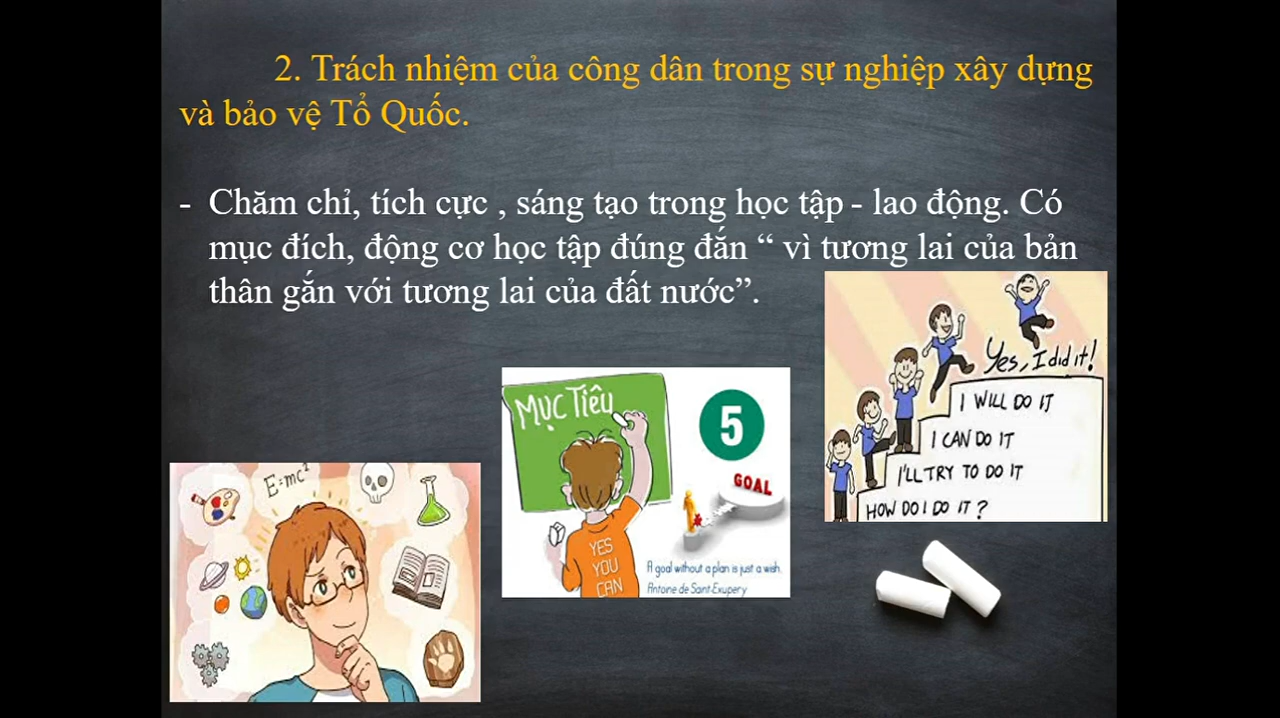 2. Trách nhiệm của công dân trong sự nghiệp xây dựng
và bảo vệ Tổ Quốc.
- Chăm chỉ, tích cực , sáng tạo trong học tập - lao động. Có
mục đích, động cơ học tập đúng đắn “ vì tương lai của bản
thân gắn với tương lai của đất nước”.
Yes, I did it!
I WILL DO IT
I CAN DO IT
I'LL TRY TO DO IT
HOW DO I DO IT ?
MỤC TIÊU
5
GOAL
YES
YOU
CAN
A goal without a plan is just a wish.
Antoine de Saint-Exupery
E=mc²